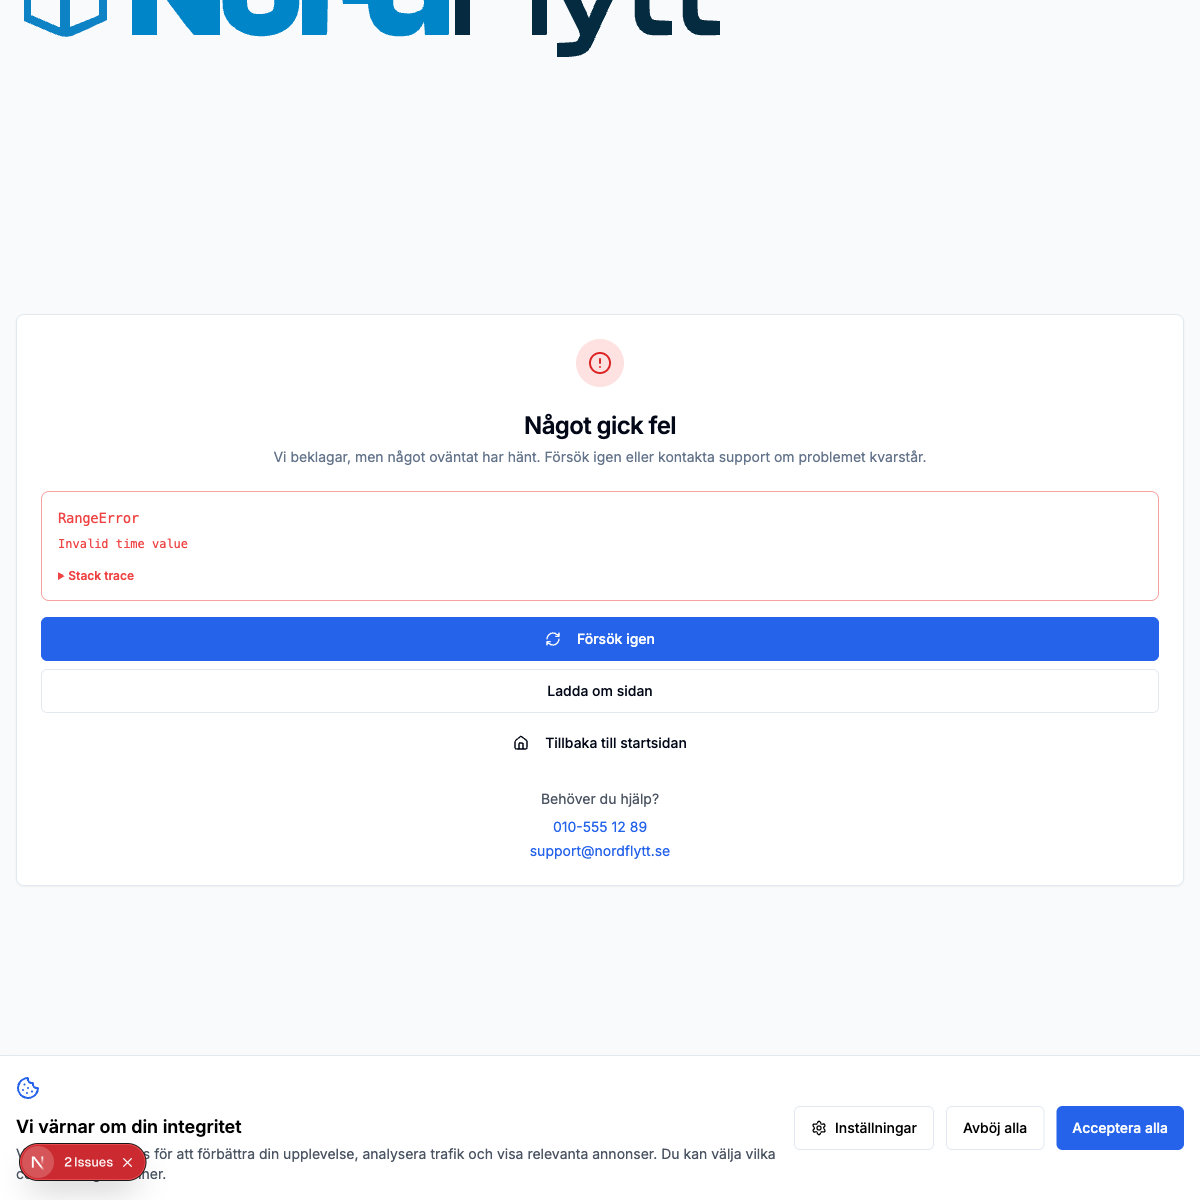 NordFlytt
Något gick fel
Vi beklagar, men något oväntat har hänt. Försök igen eller kontakta support om problemet kvarstår.
RangeError
Invalid time value
Stack trace
Försök igen
Ladda om sidan
Tillbaka till startsidan
Behöver du hjälp?
010-555 12 89
support@nordflytt.se
Vi värnar om din integritet
för att förbättra din upplevelse, analysera trafik och visa relevanta annonser. Du kan välja vilka
Inställningar
Avböj alla
Acceptera alla
2 Issues